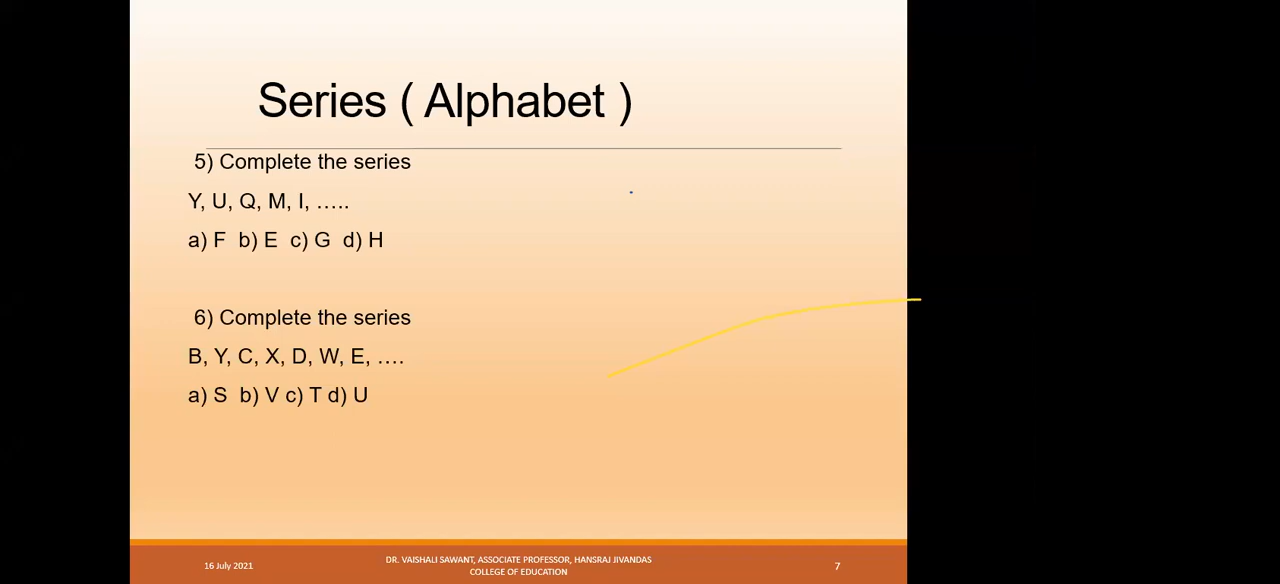 Series ( Alphabet )
5) Complete the series
Y, U, Q, M, I, …..
a) F b) E c) G d) H
6) Complete the series
B, Y, C, X, D, W, E, ….
a) S b) V c) T d) U
16 July 2021
DR. VAISHALI SAWANT, ASSOCIATE PROFESSOR, HANSRAJ JIVANDAS
COLLEGE OF EDUCATION
7